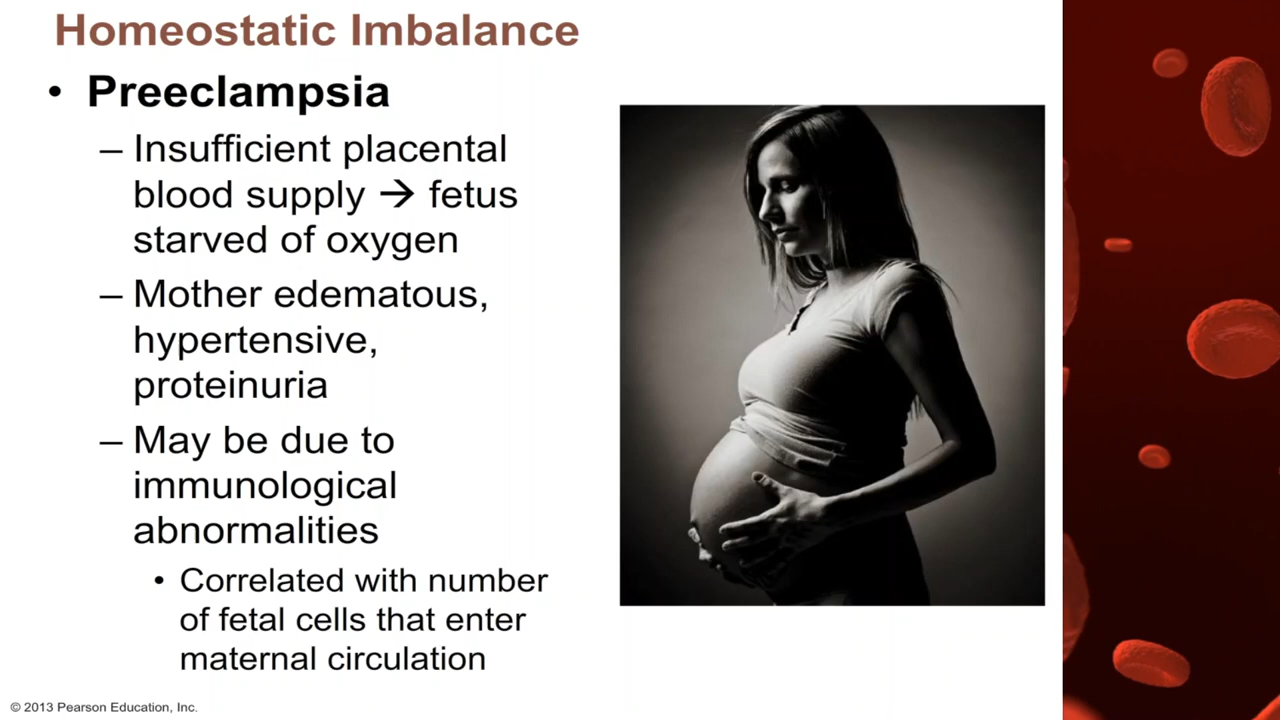 Homeostatic Imbalance
• Preeclampsia
– Insufficient placental
blood supply → fetus
starved of oxygen
– Mother edematous,
hypertensive,
proteinuria
– May be due to
immunological
abnormalities
• Correlated with number
of fetal cells that enter
maternal circulation
© 2013 Pearson Education, Inc.